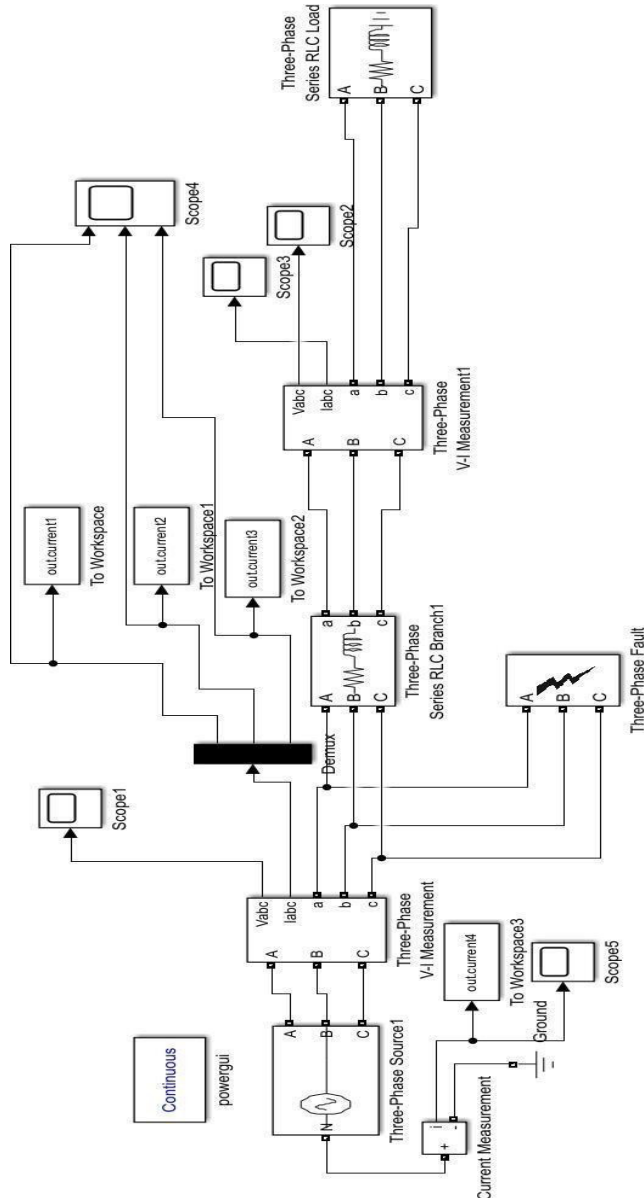 Continuous
powergui
N
A
B
C
Three-Phase Source1
+
-
i
Current Measurement
Ground
out.current4
To Workspace3
Scope5
A
B
C
Vabc
Iabc
a
b
c
Three-Phase
V-I Measurement
Scope1
Demux
out.current1
To Workspace
out.current2
To Workspace1
out.current3
To Workspace2
Scope4
A
B
C
a
b
c
Three-Phase
Series RLC Branch1
A
B
C
Three-Phase Fault
A
B
C
Vabc
Iabc
a
b
c
Three-Phase
V-I Measurement1
Scope3
Scope2
A
B
C
Three-Phase
Series RLC Load